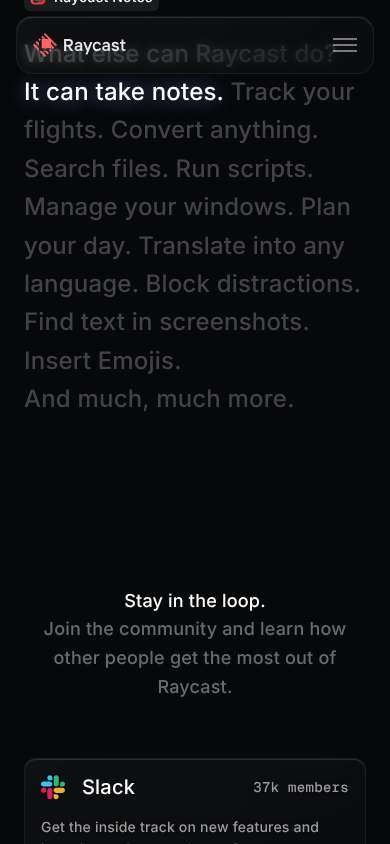 Raycast Notes
What else can Raycast do?
Raycast
It can take notes. Track your
flights. Convert anything.
Search files. Run scripts.
Manage your windows. Plan
your day. Translate into any
language. Block distractions.
Find text in screenshots.
Insert Emojis.
And much, much more.
Stay in the loop.
Join the community and learn how
other people get the most out of
Raycast.
Slack
37k members
Get the inside track on new features and